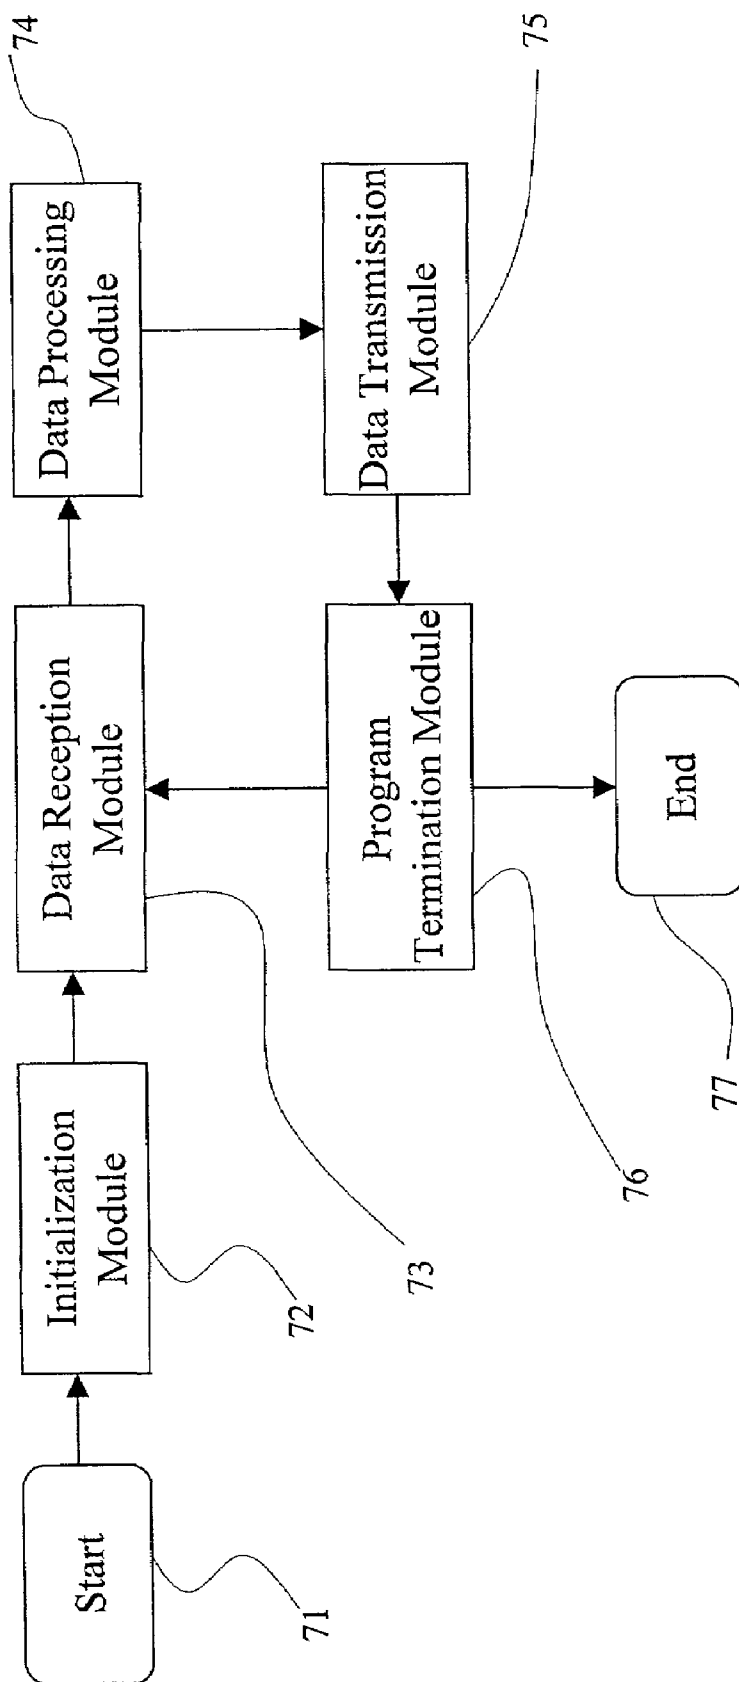 Start
71
Initialization
Module
72
Data Reception
Module
73
Data Processing
Module
74
Data Transmission
Module
75
Program
Termination Module
76
End
77